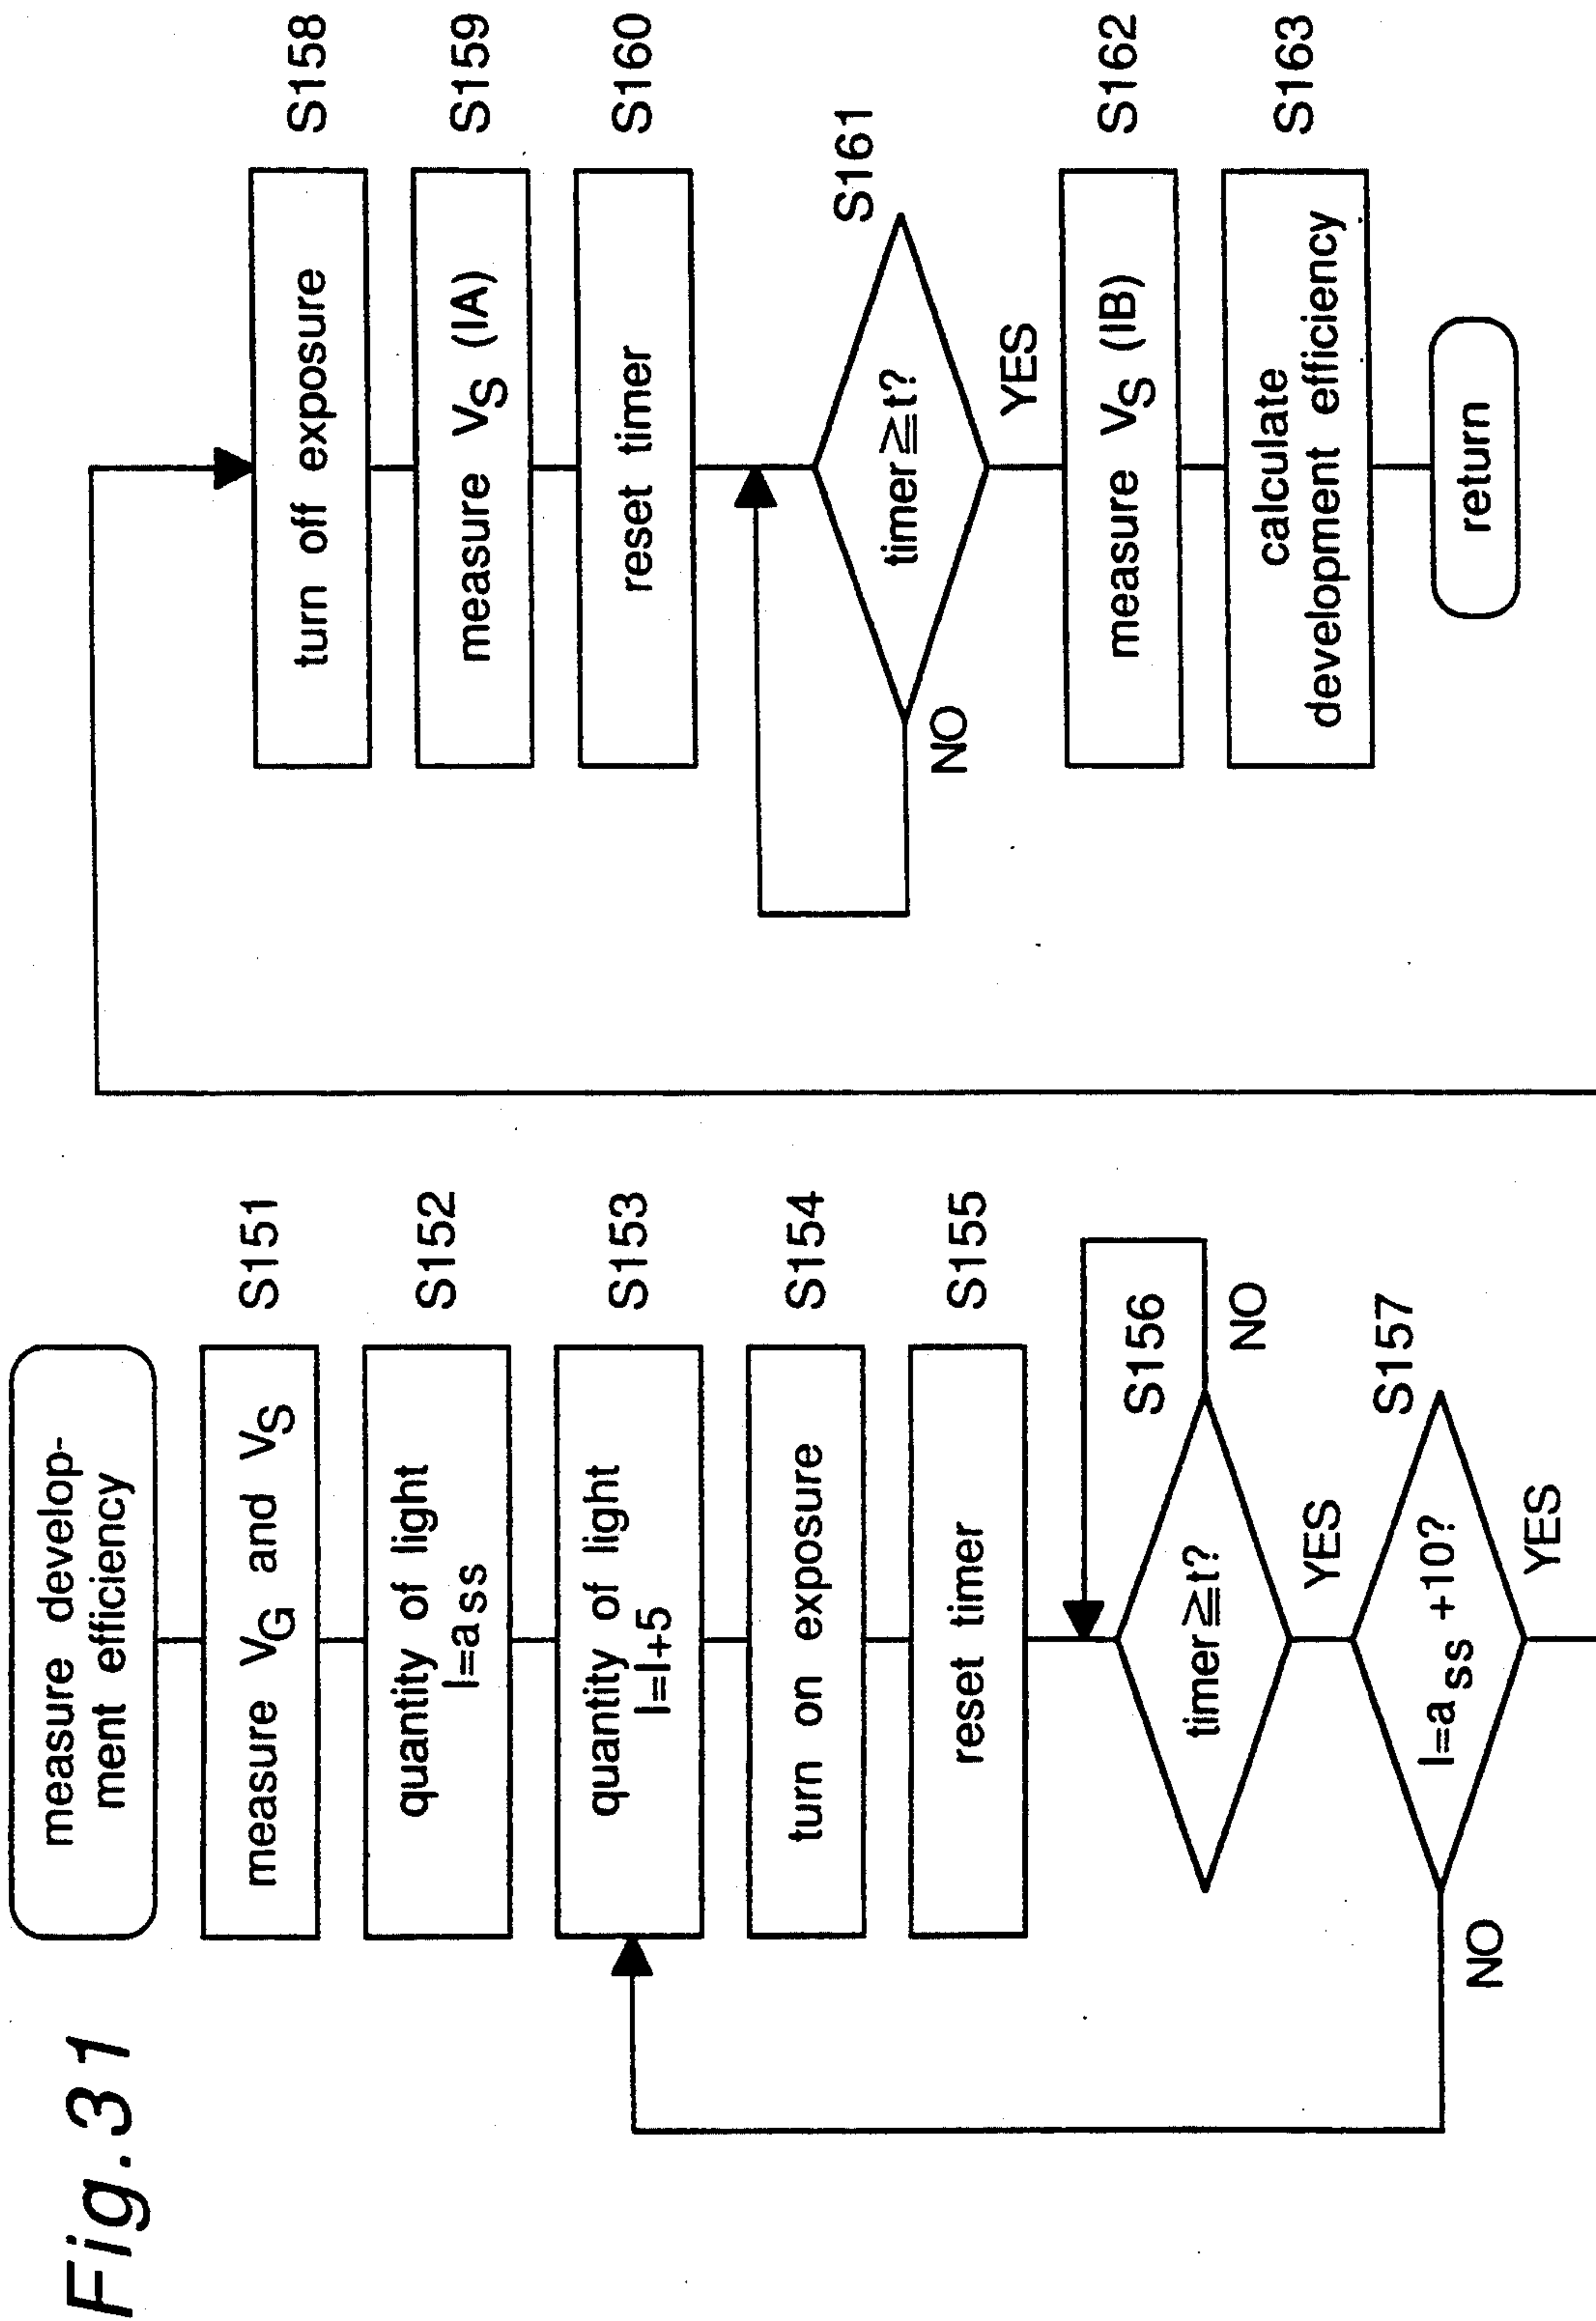 Fig.31
measure develop-
ment efficiency
measure VG and VS
S151
quantity of light
I=ass
S152
quantity of light
I=I+5
S153
turn on exposure
S154
reset timer
S155
timer≧t?
S156
NO
YES
I=ass +10?
S157
NO
YES
turn off exposure
S158
measure VS (IA)
S159
reset timer
S160
timer≧t?
S161
NO
YES
measure VS (IB)
S162
calculate
development efficiency
S163
return